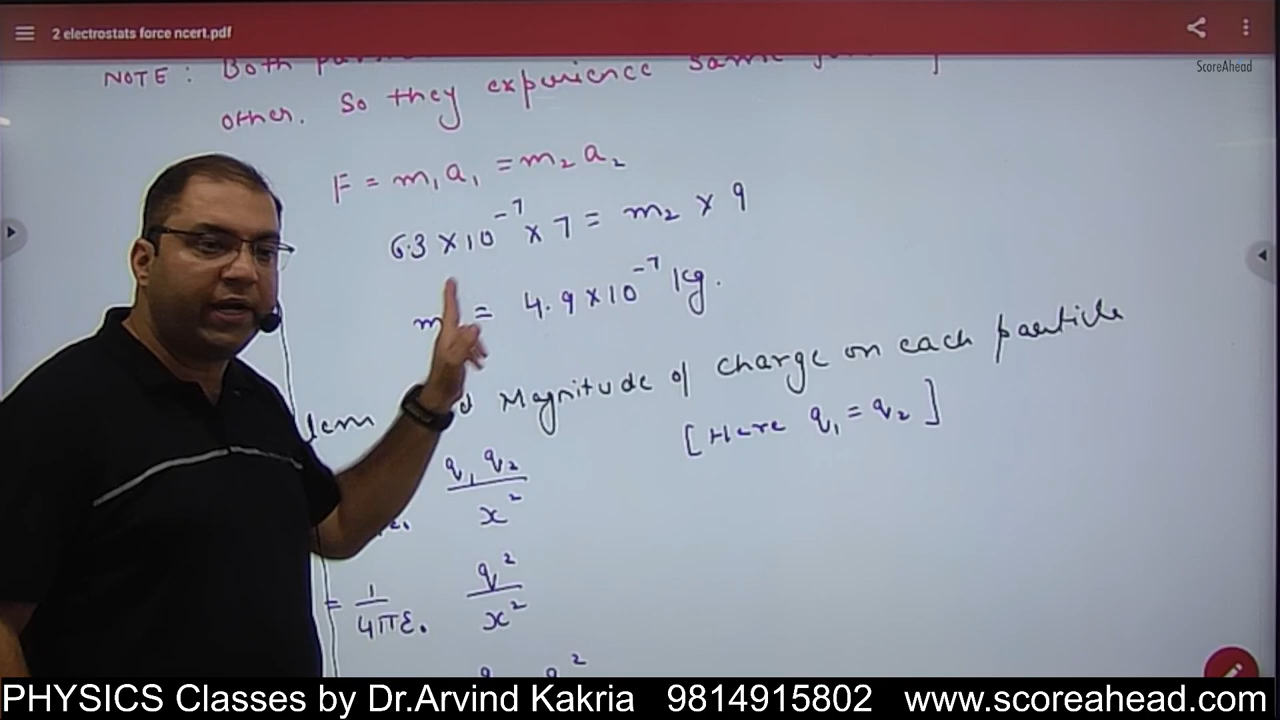 2 electrostats force ncert.pdf
ScoreAhead
NOTE : Both
other. So they experience same
F = m₁a₁ = m₂a₂
6.3 × 10⁻⁷ × 7 = m₂ × 9
= 4.9 × 10⁻⁷ kg.
Magnitude of charge on each particle
[Here q₁ = q₂]
q₁q₂ / x²
= 1/4πε₀ q²/x²
PHYSICS Classes by Dr.Arvind Kakria 9814915802 www.scoreahead.com